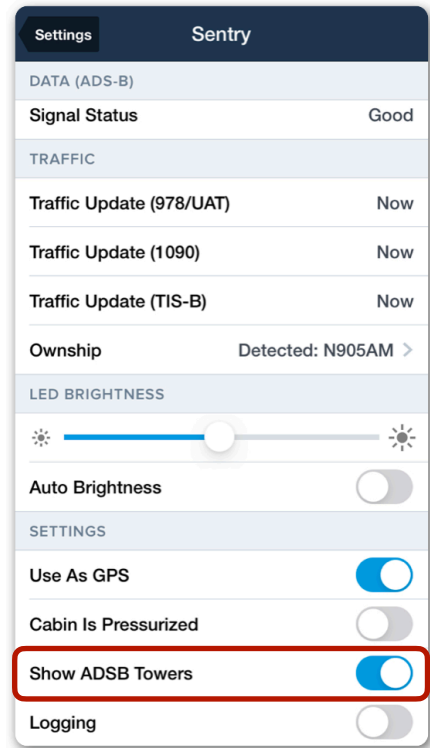 Settings Sentry
DATA (ADS-B)
Signal Status Good
TRAFFIC
Traffic Update (978/UAT) Now
Traffic Update (1090) Now
Traffic Update (TIS-B) Now
Ownship Detected: N905AM >
LED BRIGHTNESS
Auto Brightness
SETTINGS
Use As GPS
Cabin Is Pressurized
Show ADSB Towers
Logging